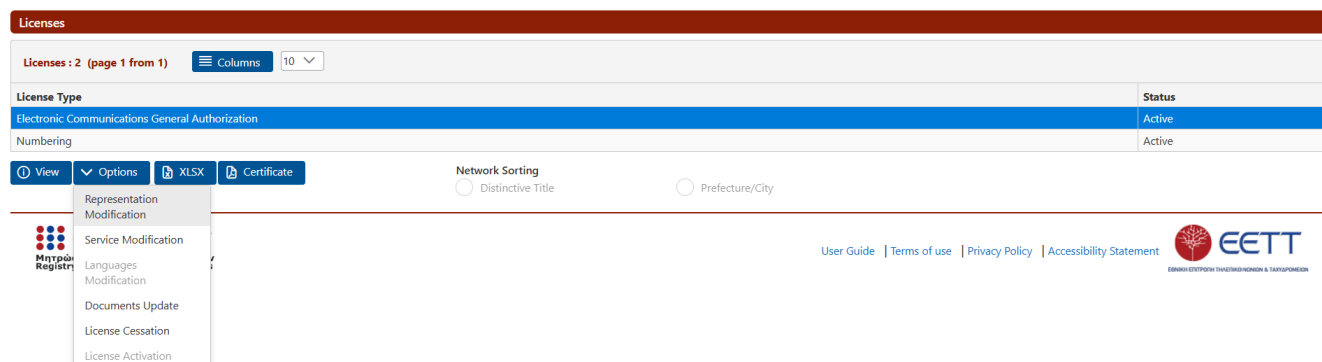 Licenses
Licenses : 2 (page 1 from 1) Columns 10
License Type Status
Electronic Communications General Authorization Active
Numbering Active
View Options XLSX Certificate
Network Sorting
Distinctive Title Prefecture/City
Representation
Modification
Service Modification
Languages
Modification
Documents Update
License Cessation
License Activation
User Guide | Terms of use | Privacy Policy | Accessibility Statement
ΕΕΤΤ
ΕΘΝΙΚΗ ΕΠΙΤΡΟΠΗ ΤΗΛΕΠΙΚΟΙΝΩΝΙΩΝ & ΤΑΧΥΔΡΟΜΕΙΩΝ